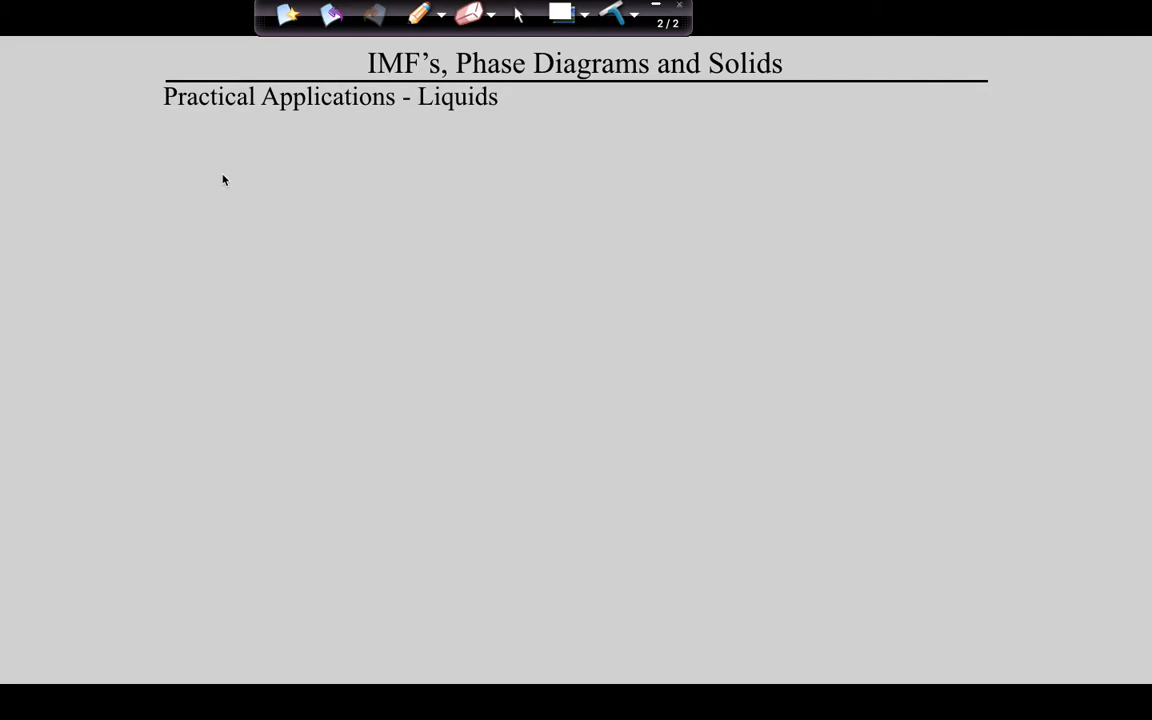 2 / 2
IMF's, Phase Diagrams and Solids
Practical Applications - Liquids